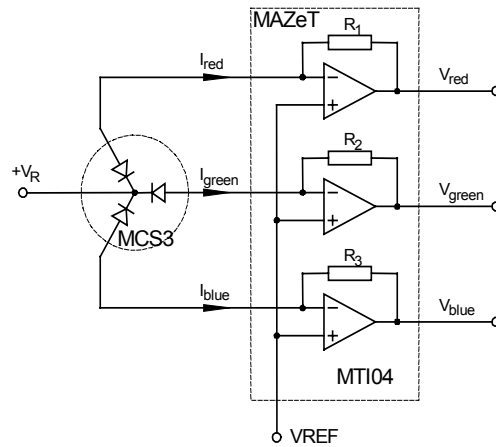 MAZeT
R1
Ired
Vred
+VR
R2
Igreen
Vgreen
MCS3
R3
Iblue
Vblue
MTI04
VREF